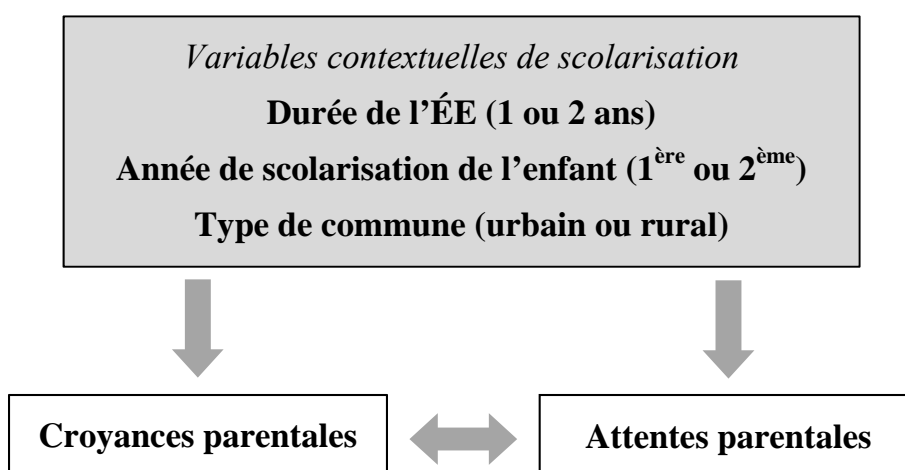 Variables contextuelles de scolarisation
Durée de l'ÉE (1 ou 2 ans)
Année de scolarisation de l'enfant (1ère ou 2ème)
Type de commune (urbain ou rural)
Croyances parentales
Attentes parentales